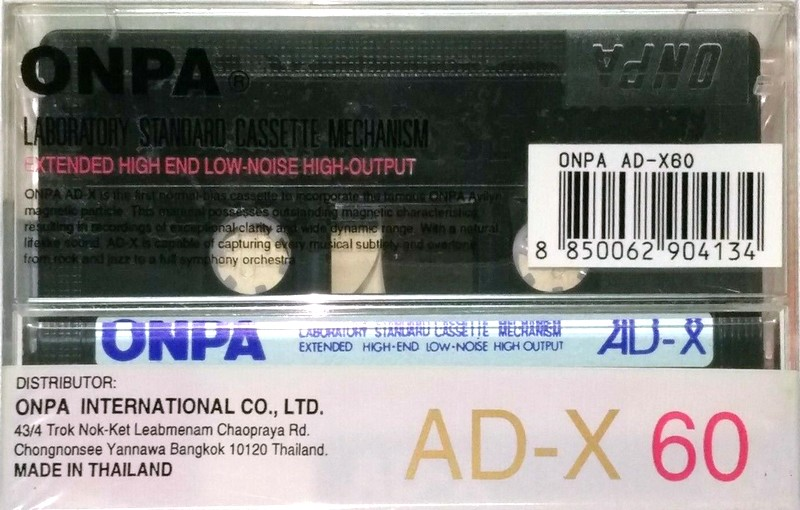 ONPA®
ONPA
LABORATORY STANDARD CASSETTE MECHANISM
EXTENDED HIGH END LOW-NOISE HIGH-OUTPUT
ONPA AD-X is the first normal-bias cassette to incorporate the famous ONPA Avilyn
magnetic particle. This material possesses outstanding magnetic characteristics,
resulting in recordings of exceptional clarity and wide dynamic range. With a natural
lifelike sound, AD-X is capable of capturing every musical subtlety and overtone
from rock and jazz to a full symphony orchestra
ONPA AD-X60
8 850062 904134
ONPA
LABORATORY STANDARD CASSETTE MECHANISM
EXTENDED HIGH-END LOW-NOISE HIGH OUTPUT
AD-X
DISTRIBUTOR:
ONPA INTERNATIONAL CO., LTD.
43/4 Trok Nok-Ket Leabmenam Chaopraya Rd.
Chongnonsee Yannawa Bangkok 10120 Thailand.
MADE IN THAILAND
AD-X 60